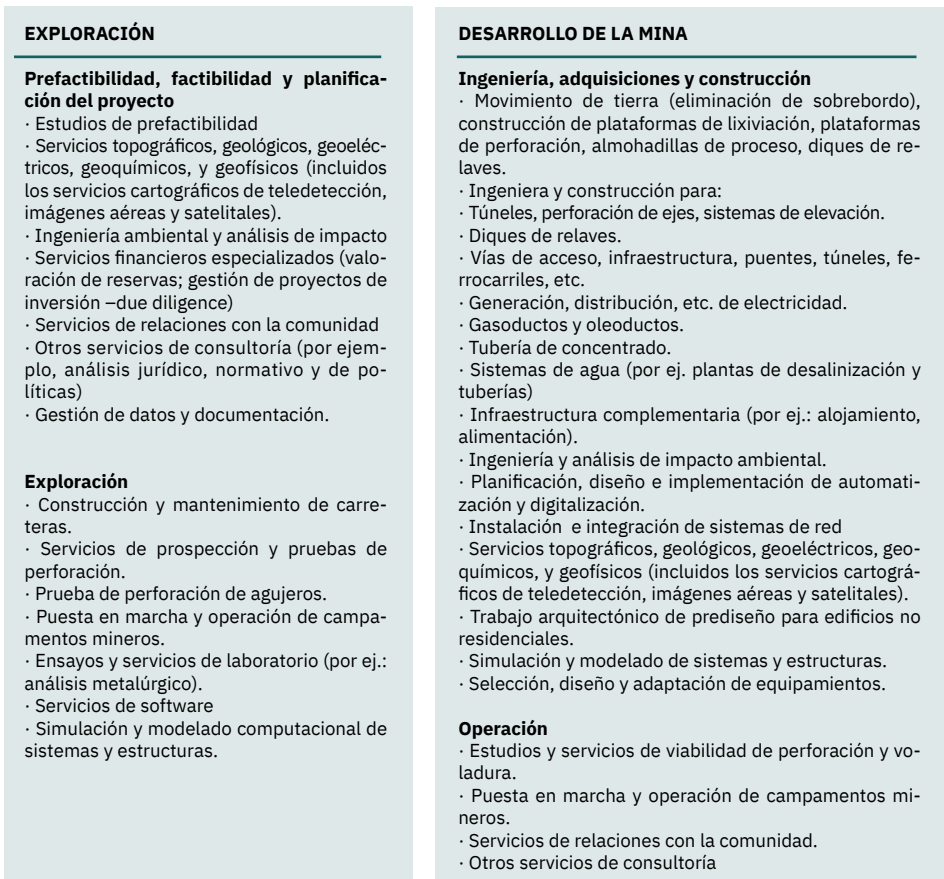 EXPLORACIÓN
Prefactibilidad, factibilidad y planifica-
ción del proyecto
· Estudios de prefactibilidad
· Servicios topográficos, geológicos, geoeléc-
tricos, geoquímicos, y geofísicos (incluidos
los servicios cartográficos de teledetección,
imágenes aéreas y satelitales).
· Ingeniería ambiental y análisis de impacto
· Servicios financieros especializados (valo-
ración de reservas; gestión de proyectos de
inversión –due diligence)
· Servicios de relaciones con la comunidad
· Otros servicios de consultoría (por ejem-
plo, análisis jurídico, normativo y de po-
líticas)
· Gestión de datos y documentación.
Exploración
· Construcción y mantenimiento de carre-
teras.
· Servicios de prospección y pruebas de
perforación.
· Prueba de perforación de agujeros.
· Puesta en marcha y operación de campa-
mentos mineros.
· Ensayos y servicios de laboratorio (por ej.:
análisis metalúrgico).
· Servicios de software
· Simulación y modelado computacional de
sistemas y estructuras.
DESARROLLO DE LA MINA
Ingeniería, adquisiciones y construcción
· Movimiento de tierra (eliminación de sobrebordo),
construcción de plataformas de lixiviación, plataformas
de perforación, almohadillas de proceso, diques de re-
laves.
· Ingeniera y construcción para:
· Túneles, perforación de ejes, sistemas de elevación.
· Diques de relaves.
· Vías de acceso, infraestructura, puentes, túneles, fe-
rrocarriles, etc.
· Generación, distribución, etc. de electricidad.
· Gasoductos y oleoductos.
· Tubería de concentrado.
· Sistemas de agua (por ej. plantas de desalinización y
tuberías)
· Infraestructura complementaria (por ej.: alojamiento,
alimentación).
· Ingeniería y análisis de impacto ambiental.
· Planificación, diseño e implementación de automati-
zación y digitalización.
· Instalación e integración de sistemas de red
· Servicios topográficos, geológicos, geoeléctricos, geo-
químicos, y geofísicos (incluidos los servicios cartográ-
ficos de teledetección, imágenes aéreas y satelitales).
· Trabajo arquitectónico de prediseño para edificios no
residenciales.
· Simulación y modelado de sistemas y estructuras.
· Selección, diseño y adaptación de equipamientos.
Operación
· Estudios y servicios de viabilidad de perforación y vo-
ladura.
· Puesta en marcha y operación de campamentos mi-
neros.
· Servicios de relaciones con la comunidad.
· Otros servicios de consultoría